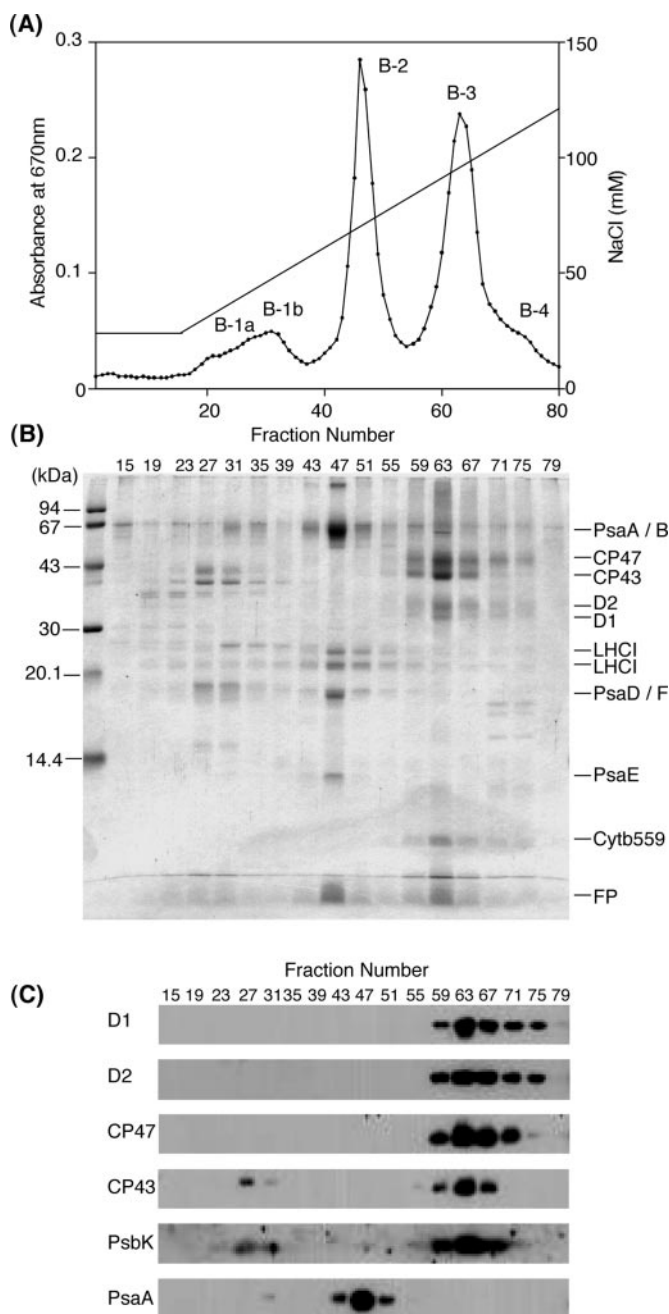 (A)
0.3
0.2
0.1
0
Absorbance at 670nm
B-1a
B-1b
B-2
B-3
B-4
150
100
50
0
NaCl (mM)
20 40 60 80
Fraction Number
(B)
15 19 23 27 31 35 39 43 47 51 55 59 63 67 71 75 79
(kDa)
94
67
43
30
20.1
14.4
PsaA / B
CP47
CP43
D2
D1
LHCI
LHCI
PsaD / F
PsaE
Cytb559
FP
Fraction Number
(C)
15 19 23 27 31 35 39 43 47 51 55 59 63 67 71 75 79
D1
D2
CP47
CP43
PsbK
PsaA